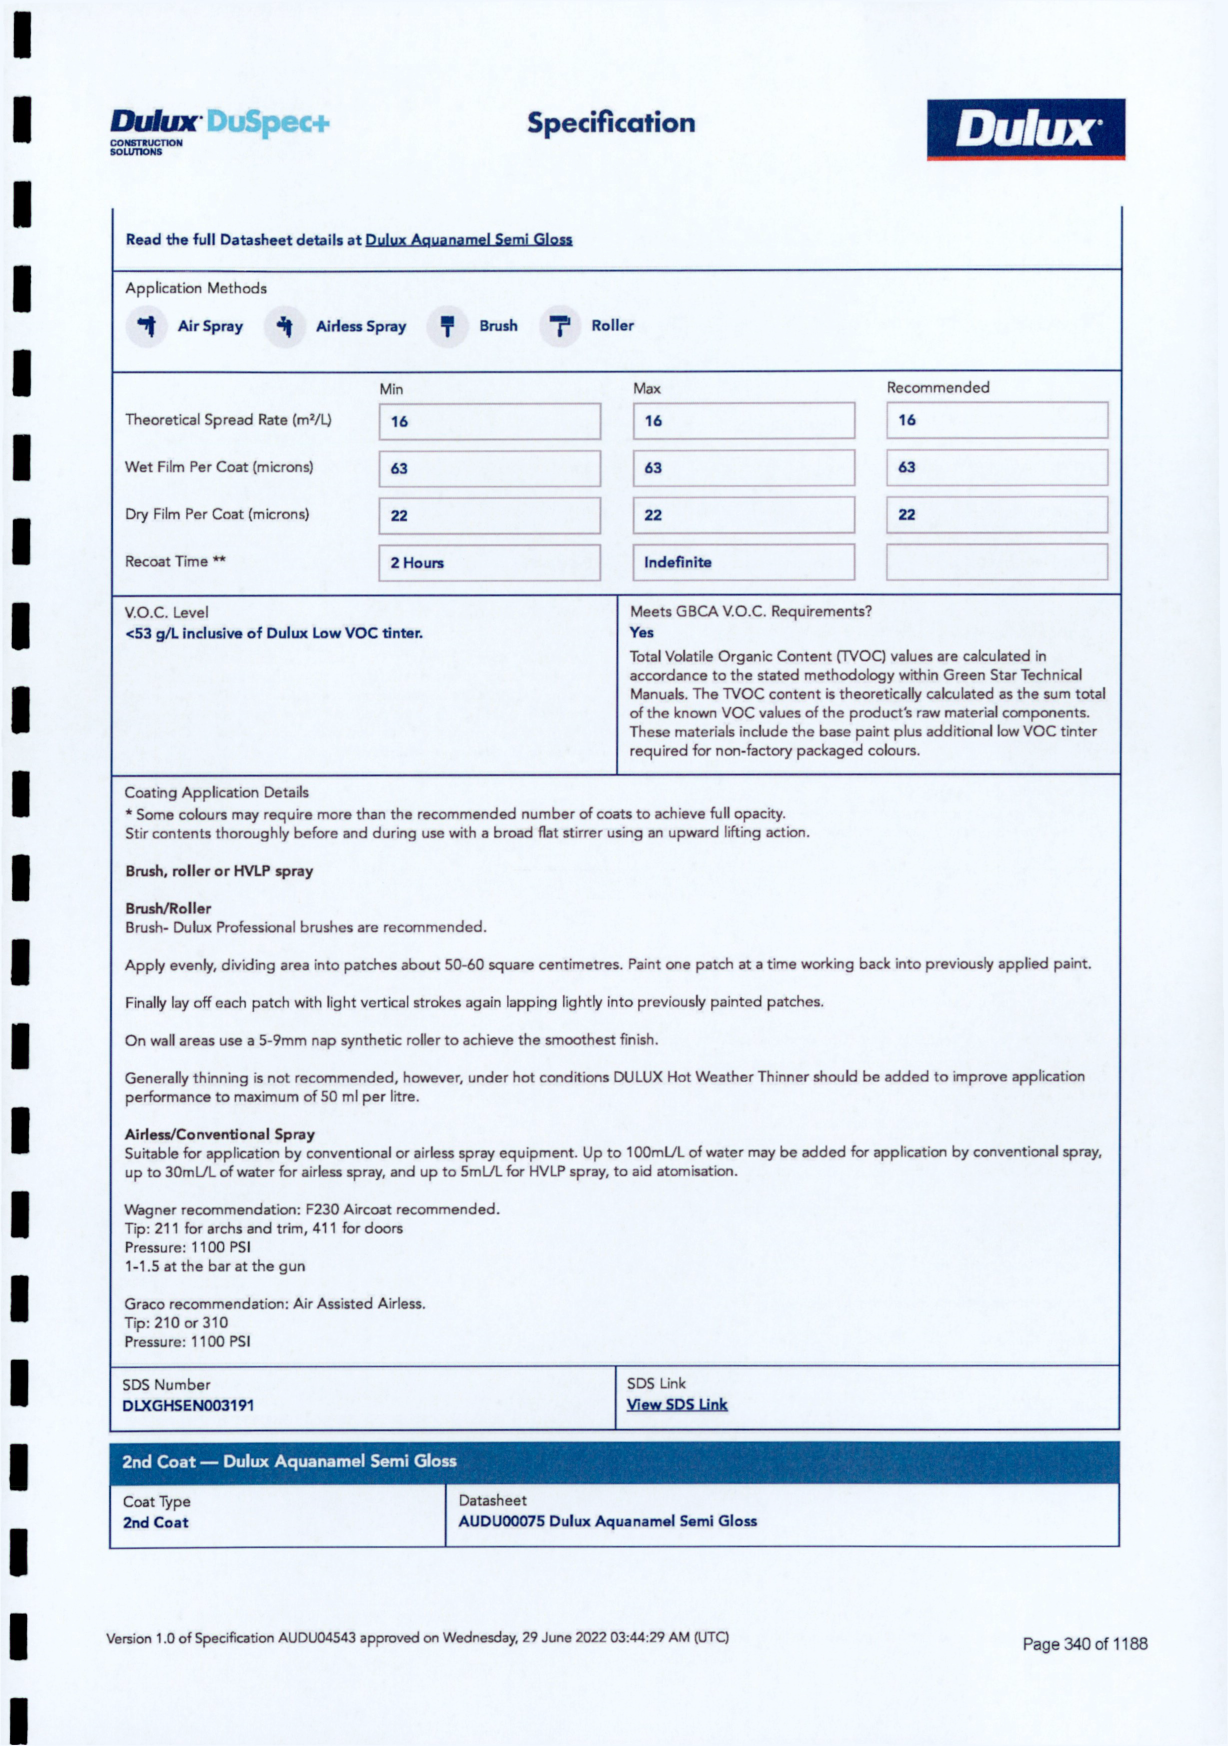 Dulux DuSpec+
CONSTRUCTION
SOLUTIONS
Specification
Dulux
Read the full Datasheet details at Dulux Aquanamel Semi Gloss
Application Methods
Air Spray Airless Spray Brush Roller
Min Max Recommended
Theoretical Spread Rate (m²/L) 16 16 16
Wet Film Per Coat (microns) 63 63 63
Dry Film Per Coat (microns) 22 22 22
Recoat Time ** 2 Hours Indefinite
V.O.C. Level
<53 g/L inclusive of Dulux Low VOC tinter.
Meets GBCA V.O.C. Requirements?
Yes
Total Volatile Organic Content (TVOC) values are calculated in
accordance to the stated methodology within Green Star Technical
Manuals. The TVOC content is theoretically calculated as the sum total
of the known VOC values of the product's raw material components.
These materials include the base paint plus additional low VOC tinter
required for non-factory packaged colours.
Coating Application Details
* Some colours may require more than the recommended number of coats to achieve full opacity.
Stir contents thoroughly before and during use with a broad flat stirrer using an upward lifting action.
Brush, roller or HVLP spray
Brush/Roller
Brush- Dulux Professional brushes are recommended.
Apply evenly, dividing area into patches about 50-60 square centimetres. Paint one patch at a time working back into previously applied paint.
Finally lay off each patch with light vertical strokes again lapping lightly into previously painted patches.
On wall areas use a 5-9mm nap synthetic roller to achieve the smoothest finish.
Generally thinning is not recommended, however, under hot conditions DULUX Hot Weather Thinner should be added to improve application
performance to maximum of 50 ml per litre.
Airless/Conventional Spray
Suitable for application by conventional or airless spray equipment. Up to 100mL/L of water may be added for application by conventional spray,
up to 30mL/L of water for airless spray, and up to 5mL/L for HVLP spray, to aid atomisation.
Wagner recommendation: F230 Aircoat recommended.
Tip: 211 for archs and trim, 411 for doors
Pressure: 1100 PSI
1-1.5 at the bar at the gun
Graco recommendation: Air Assisted Airless.
Tip: 210 or 310
Pressure: 1100 PSI
SDS Number
DLXGHSEN003191
SDS Link
View SDS Link
2nd Coat — Dulux Aquanamel Semi Gloss
Coat Type
2nd Coat
Datasheet
AUDU00075 Dulux Aquanamel Semi Gloss
Version 1.0 of Specification AUDU04543 approved on Wednesday, 29 June 2022 03:44:29 AM (UTC)
Page 340 of 1188